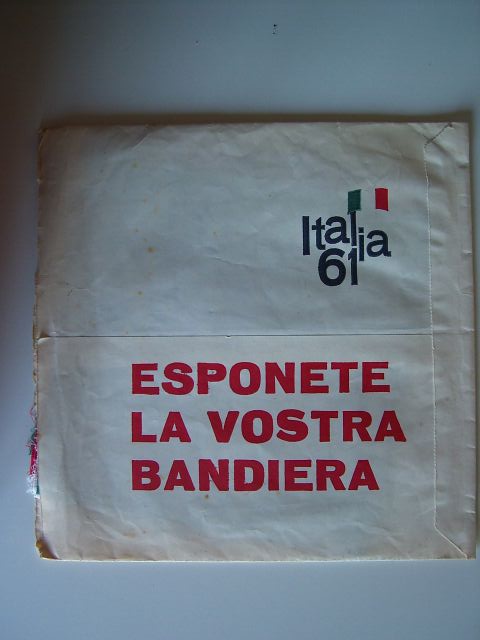 Italia
61
ESPONETE
LA VOSTRA
BANDIERA